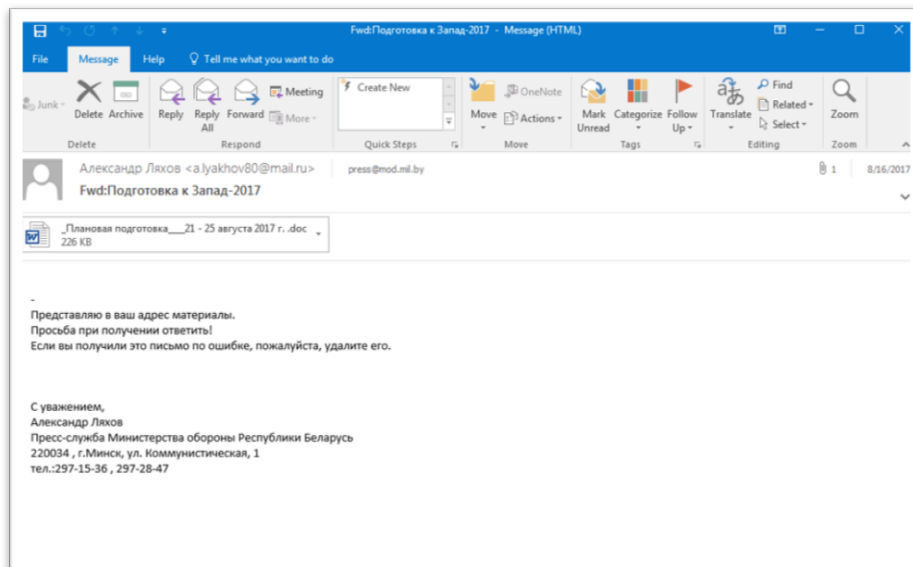 Fwd:Подготовка к Запад-2017 - Message (HTML)
File Message Help Tell me what you want to do
Junk
Delete Archive
Reply Reply All Forward
Meeting
More
Create New
Move
OneNote
Actions
Mark Unread Categorize Follow Up
Translate
Find
Related
Select
Zoom
Delete Respond Quick Steps Move Tags Editing Zoom
Александр Ляхов <a.lyakhov80@mail.ru> press@mod.mil.by 1 8/16/2017
Fwd:Подготовка к Запад-2017
_Плановая подготовка___21 - 25 августа 2017 г. .doc
226 KB
-
Представляю в ваш адрес материалы.
Просьба при получении ответить!
Если вы получили это письмо по ошибке, пожалуйста, удалите его.
С уважением,
Александр Ляхов
Пресс-служба Министерства обороны Республики Беларусь
220034 , г.Минск, ул. Коммунистическая, 1
тел.:297-15-36 , 297-28-47